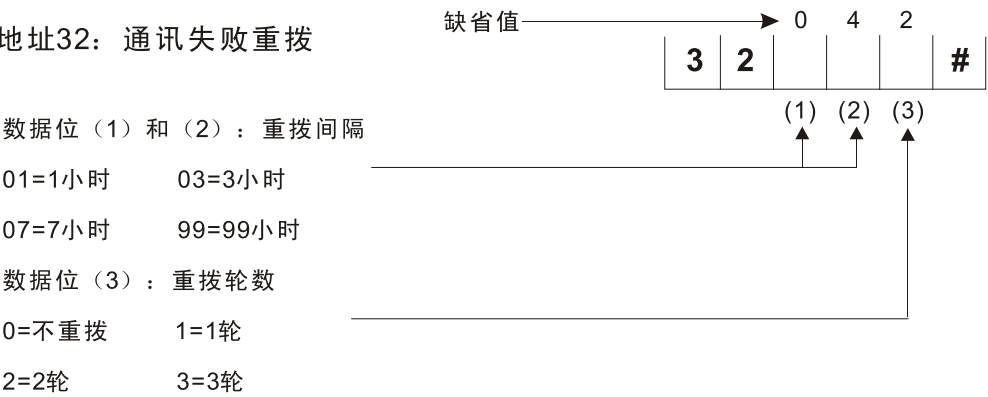 缺省值 0 4 2
地址32：通讯失败重拨
3 2 #
(1) (2) (3)
数据位（1）和（2）：重拨间隔
01=1小时 03=3小时
07=7小时 99=99小时
数据位（3）：重拨轮数
0=不重拨 1=1轮
2=2轮 3=3轮